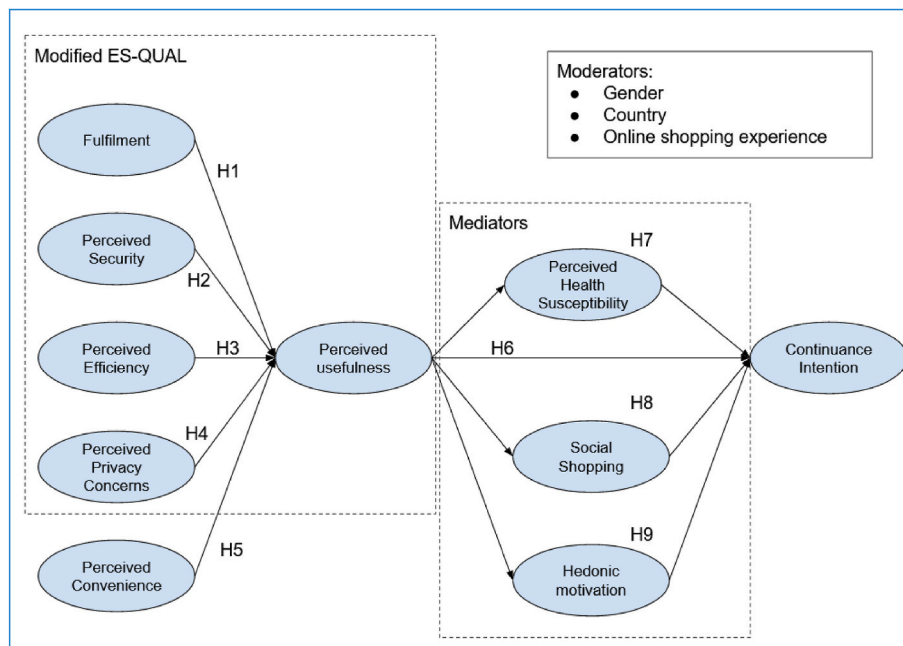 Modified ES-QUAL
Moderators:
● Gender
● Country
● Online shopping experience
Fulfilment
H1
Perceived
Security
H2
Perceived
Efficiency
H3
Perceived
Privacy
Concerns
H4
Perceived
Convenience
H5
Perceived
usefulness
Mediators
H7
Perceived
Health
Susceptibility
H6
Continuance
Intention
H8
Social
Shopping
H9
Hedonic
motivation